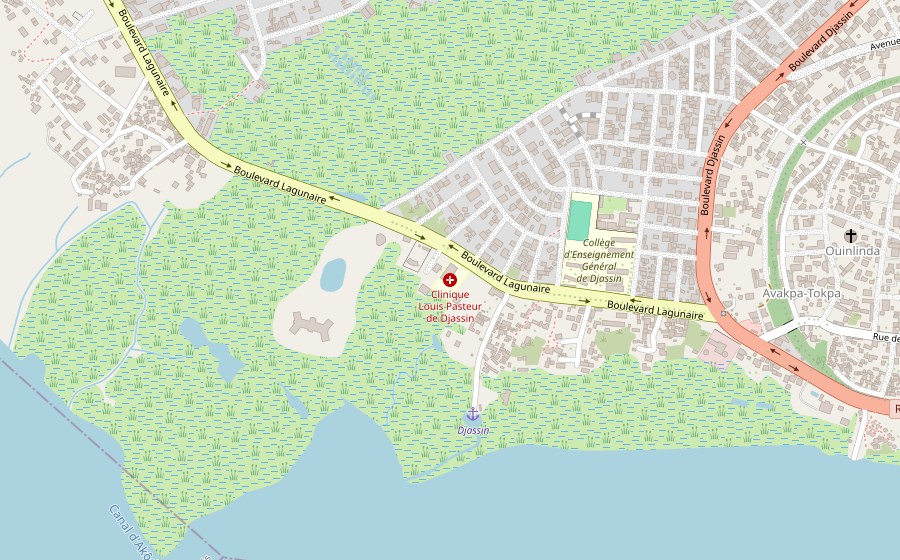 Boulevard Lagunaire
Boulevard Djassin
Avenue
Boulevard Lagunaire
Boulevard Djassin
Collège
d'Enseignement
Général
de Djassin
Ouinlinda
Boulevard Lagunaire
Clinique
Louis Pasteur
de Djassin
Boulevard Lagunaire
Avakpa-Tokpa
Rue de
R
Djassin
Canal d'Akò